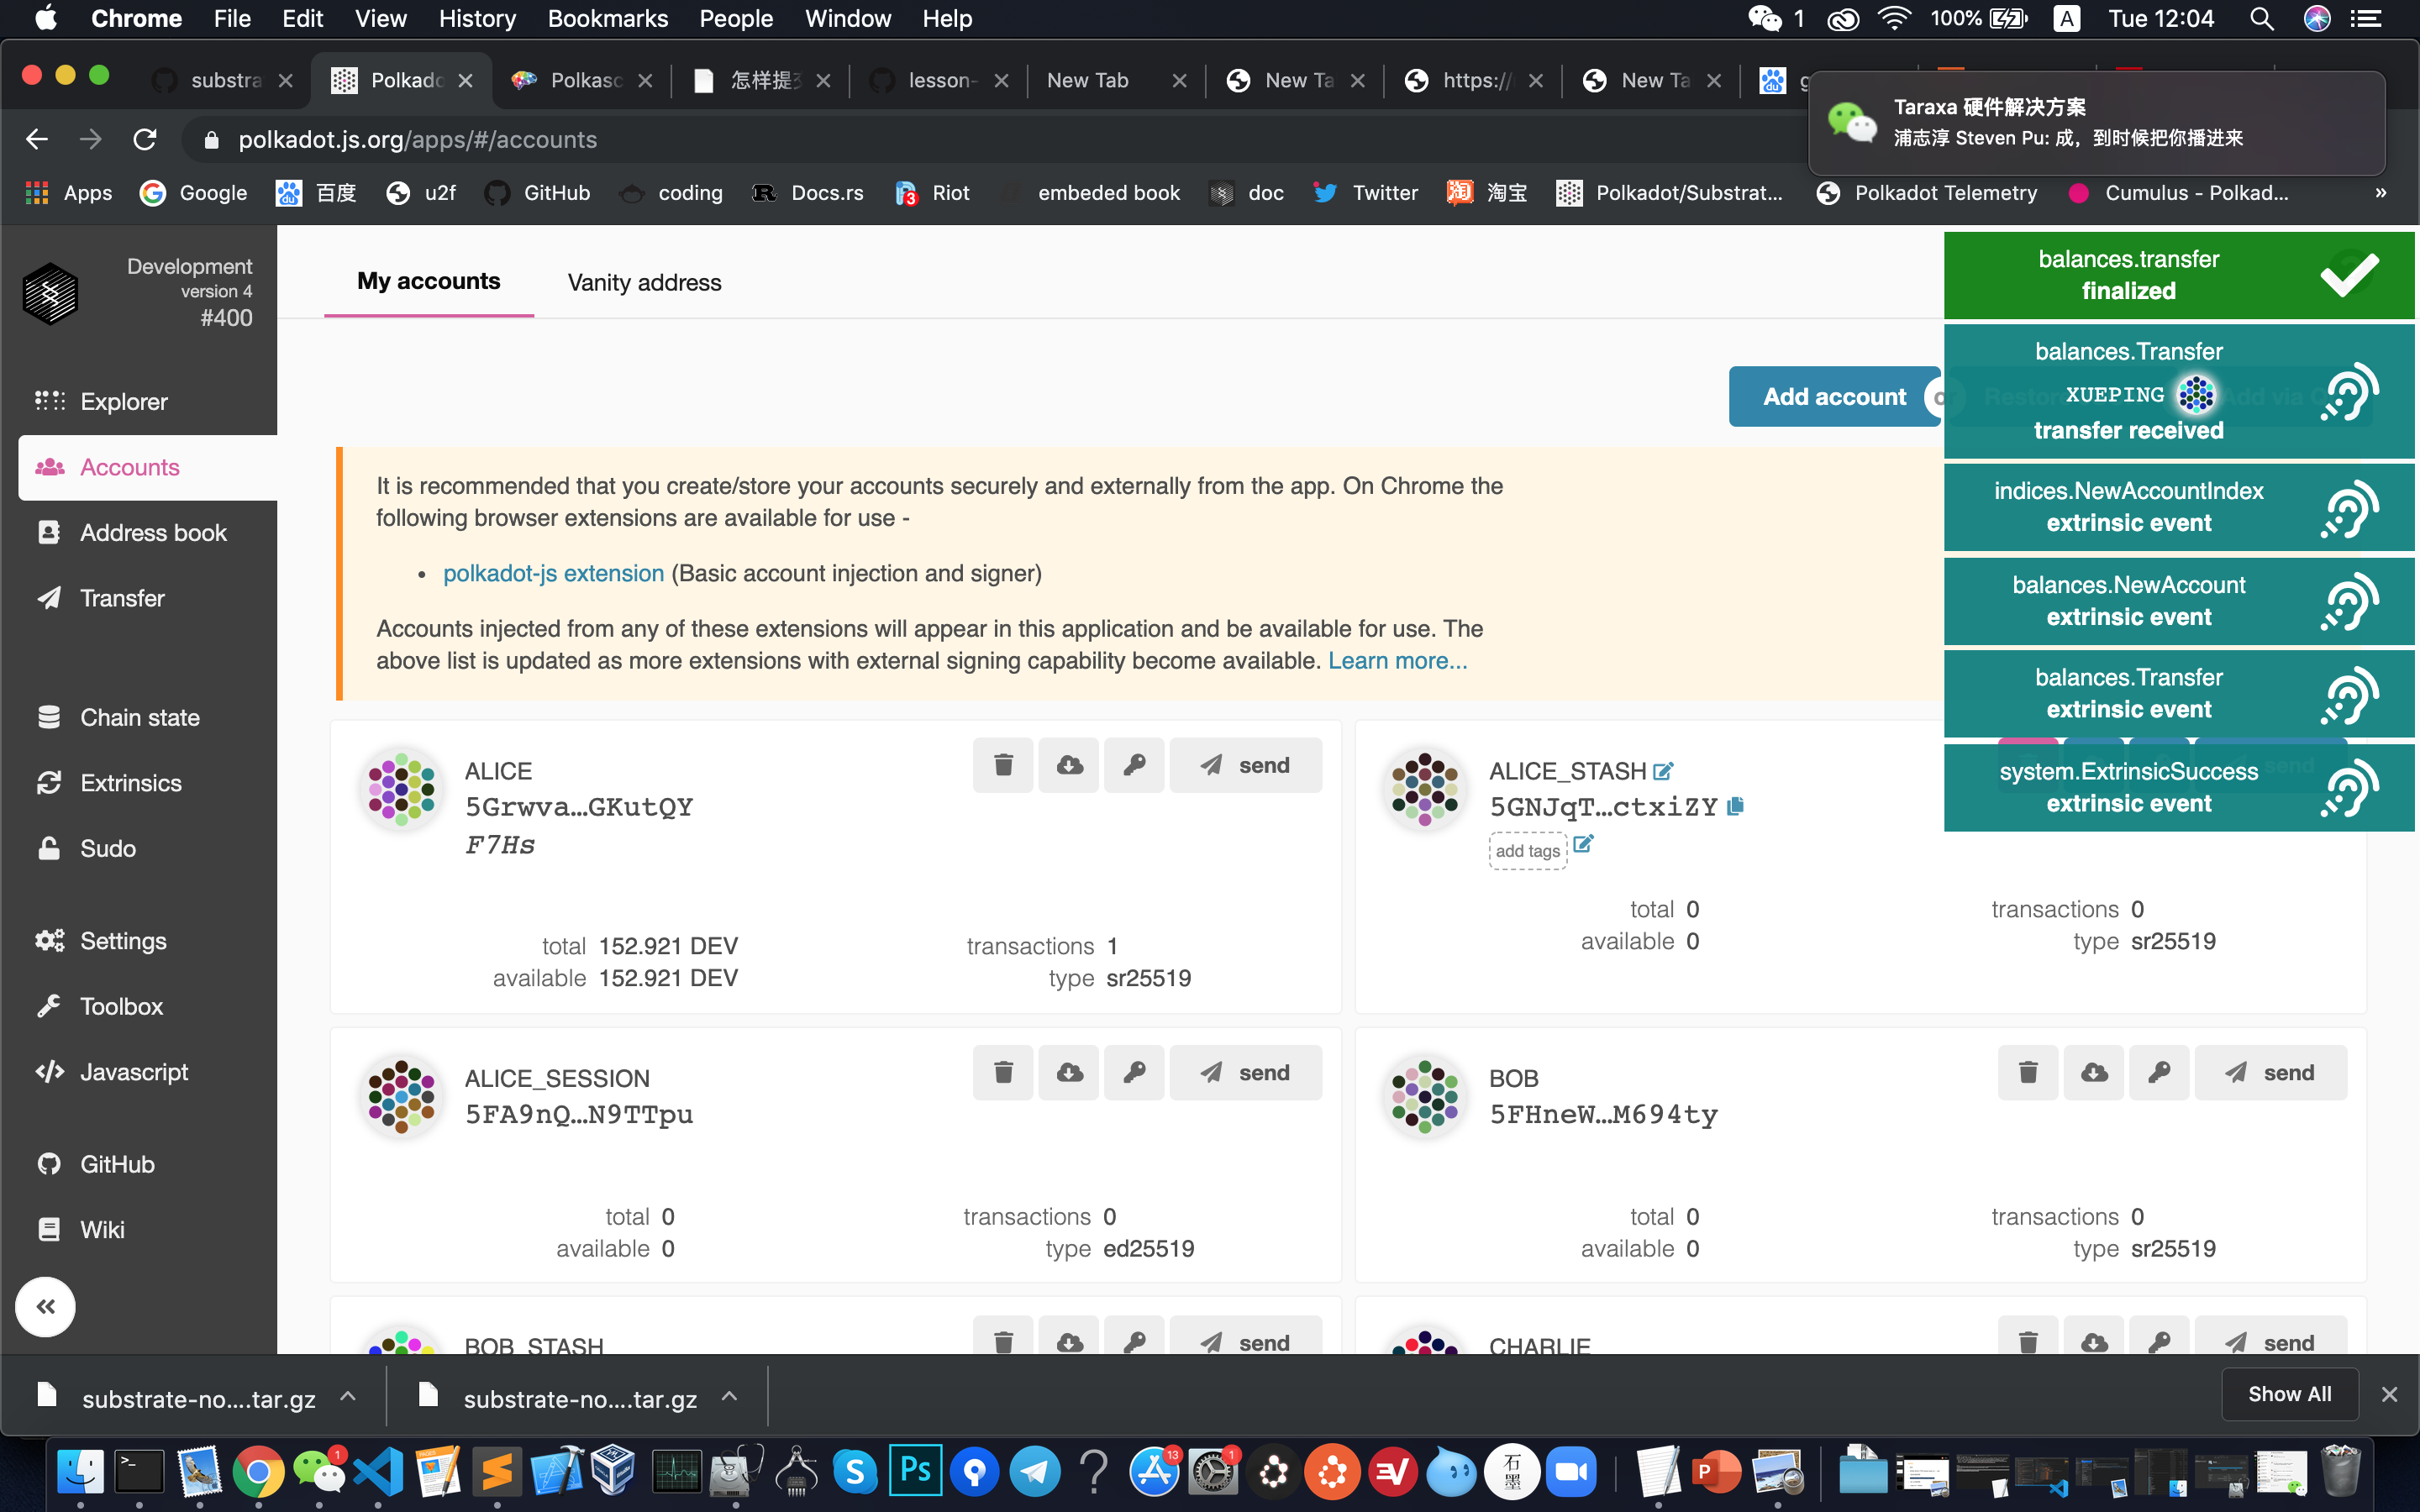 Chrome File Edit View History Bookmarks People Window Help 1 100% A Tue 12:04
substra Polkado Polkasc 怎样提交 lesson- New Tab New Ta https:// New Ta g
Taraxa 硬件解决方案
浦志淳 Steven Pu: 成，到时候把你播进来
polkadot.js.org/apps/#/accounts
Apps Google 百度 u2f GitHub coding Docs.rs 3 Riot embeded book doc Twitter 淘 淘宝 Polkadot/Substrat... Polkadot Telemetry Cumulus - Polkad... »
Development
version 4
#400
Explorer
Accounts
Address book
Transfer
Chain state
Extrinsics
Sudo
Settings
Toolbox
Javascript
GitHub
Wiki
My accounts Vanity address
Add account
It is recommended that you create/store your accounts securely and externally from the app. On Chrome the
following browser extensions are available for use -
• polkadot-js extension (Basic account injection and signer)
Accounts injected from any of these extensions will appear in this application and be available for use. The
above list is updated as more extensions with external signing capability become available. Learn more...
balances.transfer
finalized
balances.Transfer
XUEPING
transfer received
indices.NewAccountIndex
extrinsic event
balances.NewAccount
extrinsic event
balances.Transfer
extrinsic event
system.ExtrinsicSuccess
extrinsic event
ALICE
5Grwva…GKutQY
F7Hs
send
total 152.921 DEV
available 152.921 DEV
transactions 1
type sr25519
ALICE_STASH
5GNJqT…ctxiZY
add tags
total 0
available 0
transactions 0
type sr25519
ALICE_SESSION
5FA9nQ…N9TTpu
send
total 0
available 0
transactions 0
type ed25519
BOB
5FHneW…M694ty
send
total 0
available 0
transactions 0
type sr25519
BOB_STASH
send
CHARLIE
send
substrate-no....tar.gz substrate-no....tar.gz Show All
1 S Ps 13 1 石墨 P